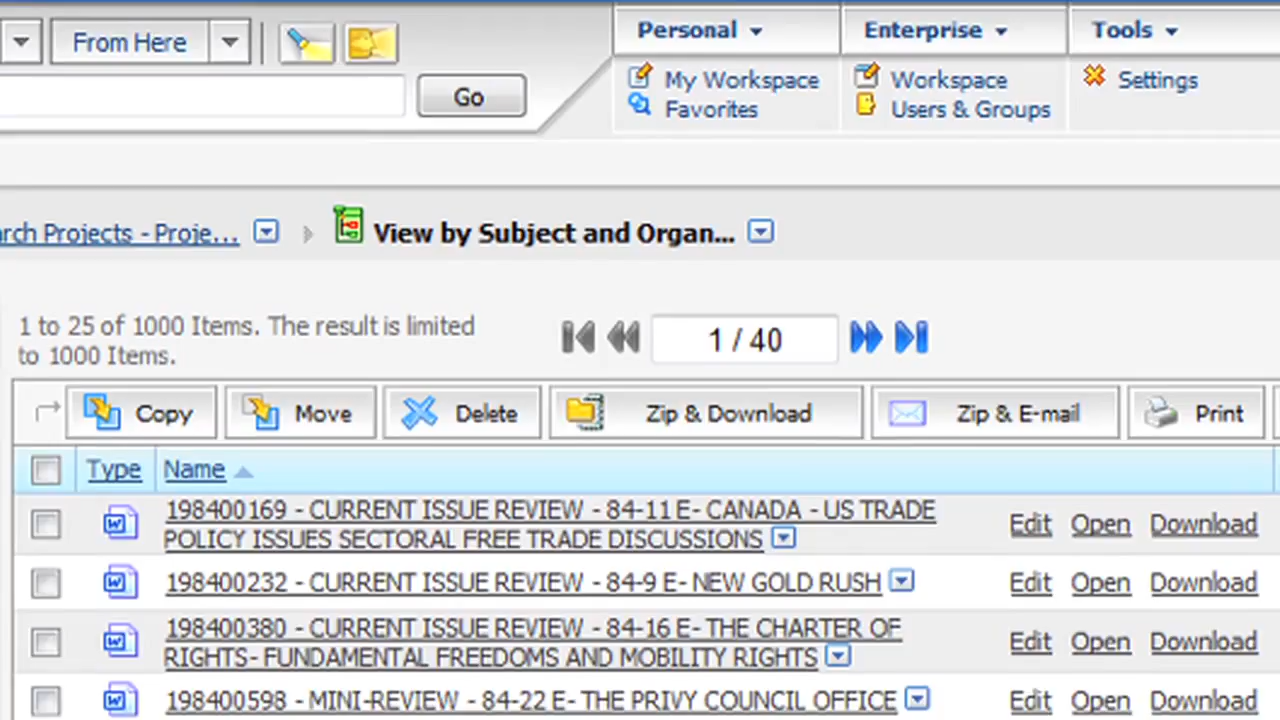 From Here
Go
Personal
Enterprise
Tools
My Workspace
Favorites
Workspace
Users & Groups
Settings
arch Projects - Proje...
View by Subject and Organ...
1 to 25 of 1000 Items. The result is limited
to 1000 Items.
1 / 40
Copy Move Delete Zip & Download Zip & E-mail Print
Type Name
198400169 - CURRENT ISSUE REVIEW - 84-11 E- CANADA - US TRADE
POLICY ISSUES SECTORAL FREE TRADE DISCUSSIONS
Edit Open Download
198400232 - CURRENT ISSUE REVIEW - 84-9 E- NEW GOLD RUSH
Edit Open Download
198400380 - CURRENT ISSUE REVIEW - 84-16 E- THE CHARTER OF
RIGHTS- FUNDAMENTAL FREEDOMS AND MOBILITY RIGHTS
Edit Open Download
198400598 - MINI-REVIEW - 84-22 E- THE PRIVY COUNCIL OFFICE
Edit Open Download